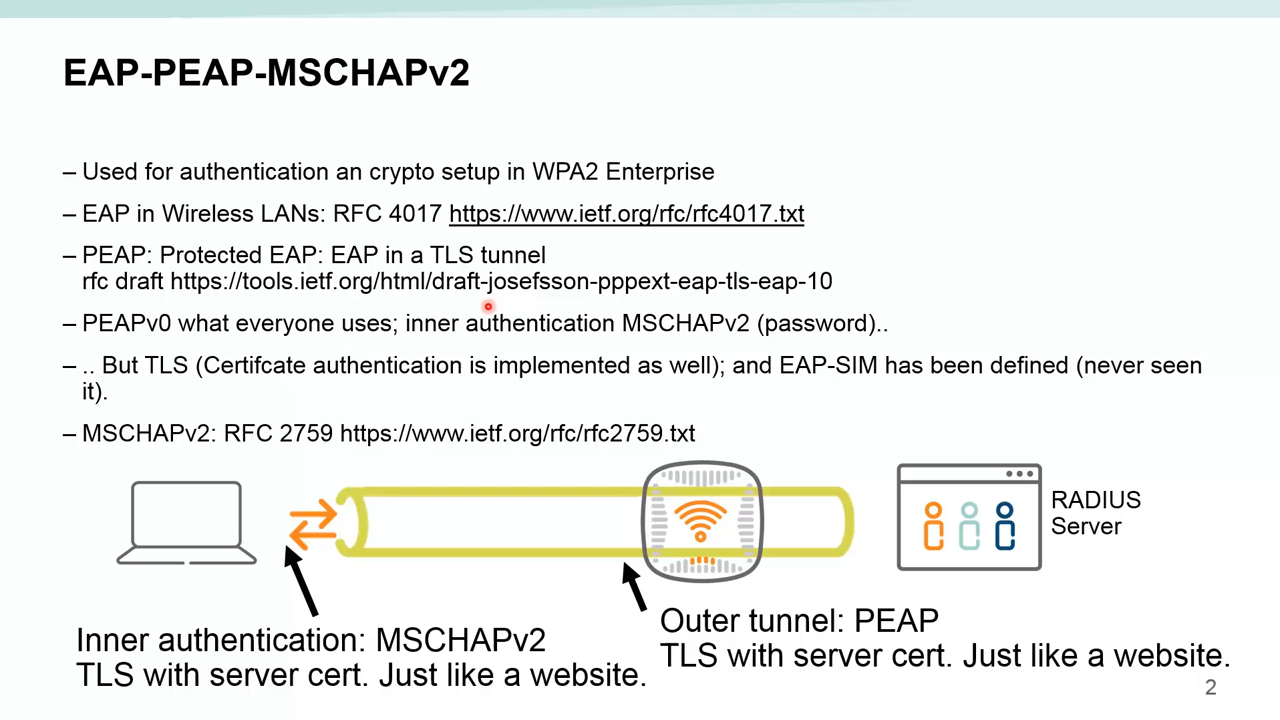 EAP-PEAP-MSCHAPv2
– Used for authentication an crypto setup in WPA2 Enterprise
– EAP in Wireless LANs: RFC 4017 https://www.ietf.org/rfc/rfc4017.txt
– PEAP: Protected EAP: EAP in a TLS tunnel
rfc draft https://tools.ietf.org/html/draft-josefsson-pppext-eap-tls-eap-10
– PEAPv0 what everyone uses; inner authentication MSCHAPv2 (password)..
– .. But TLS (Certifcate authentication is implemented as well); and EAP-SIM has been defined (never seen
it).
– MSCHAPv2: RFC 2759 https://www.ietf.org/rfc/rfc2759.txt
RADIUS
Server
Inner authentication: MSCHAPv2
TLS with server cert. Just like a website.
Outer tunnel: PEAP
TLS with server cert. Just like a website.
2